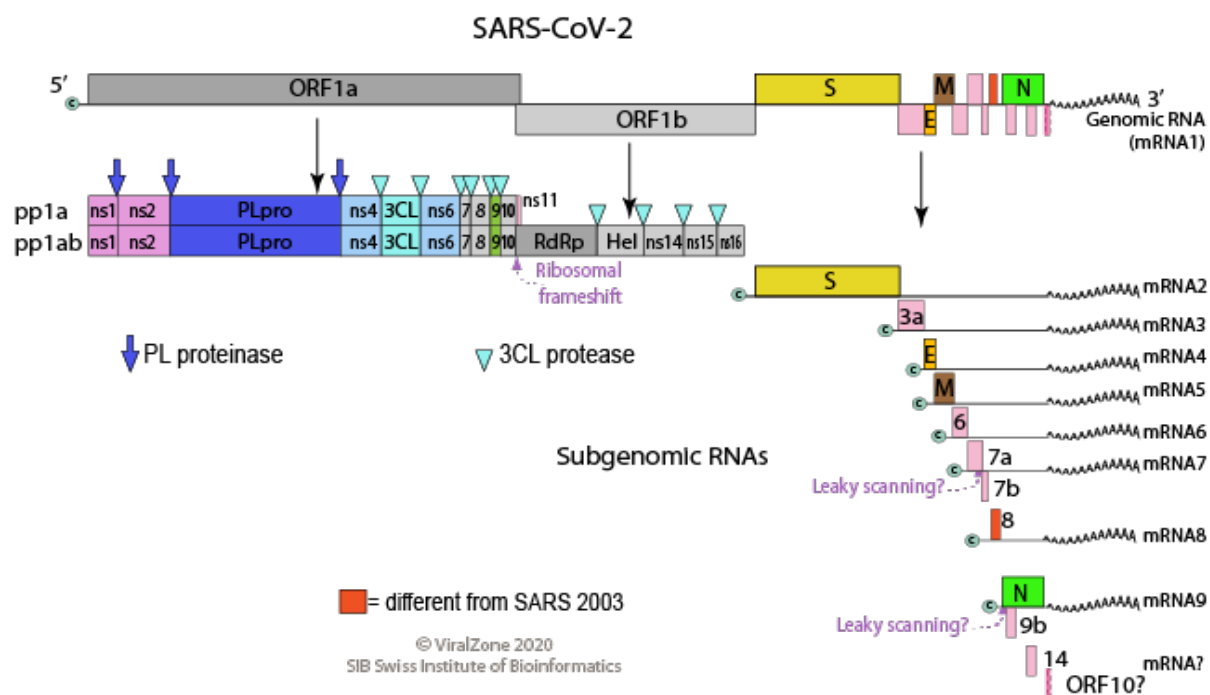 SARS-CoV-2
5′
c
ORF1a
ORF1b
S
E
M
N
3′
Genomic RNA
(mRNA1)
pp1a
ns1 ns2 PLpro ns4 3CL ns6 7 8 9 10 ns11
pp1ab
ns1 ns2 PLpro ns4 3CL ns6 7 8 9 10 RdRp Hel ns14 ns15 ns16
Ribosomal
frameshift
PL proteinase
3CL protease
c S mRNA2
c 3a mRNA3
c E mRNA4
c M mRNA5
c 6 mRNA6
Subgenomic RNAs
c 7a mRNA7
Leaky scanning?
7b
c 8 mRNA8
= different from SARS 2003
c N mRNA9
Leaky scanning?
9b
© ViralZone 2020
SIB Swiss Institute of Bioinformatics
14 mRNA?
ORF10?